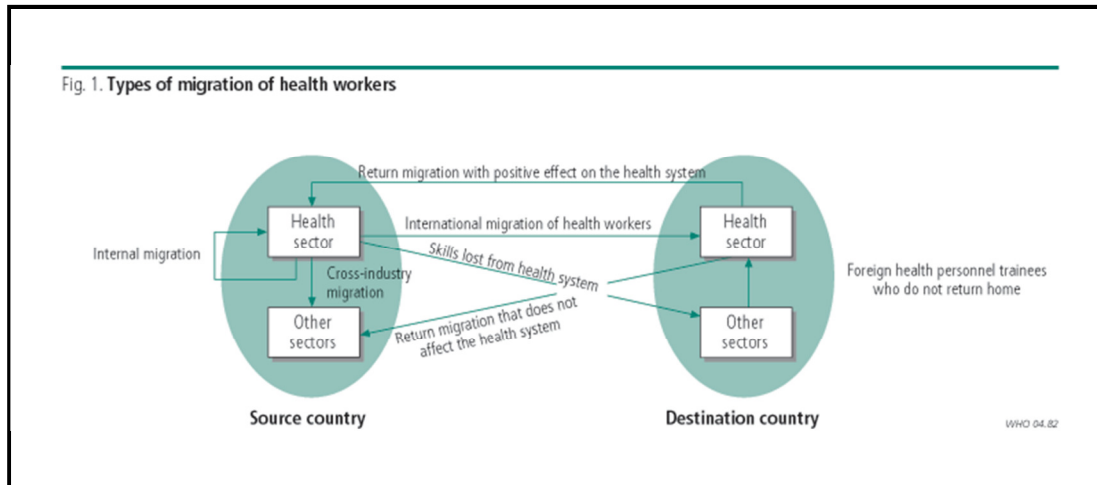 Fig. 1. Types of migration of health workers
Return migration with positive effect on the health system
Health
sector
International migration of health workers
Health
sector
Internal migration
Skills lost from health system
Cross-industry
migration
Foreign health personnel trainees
who do not return home
Other
sectors
Return migration that does not
affect the health system
Other
sectors
Source country
Destination country
WHO 04.82